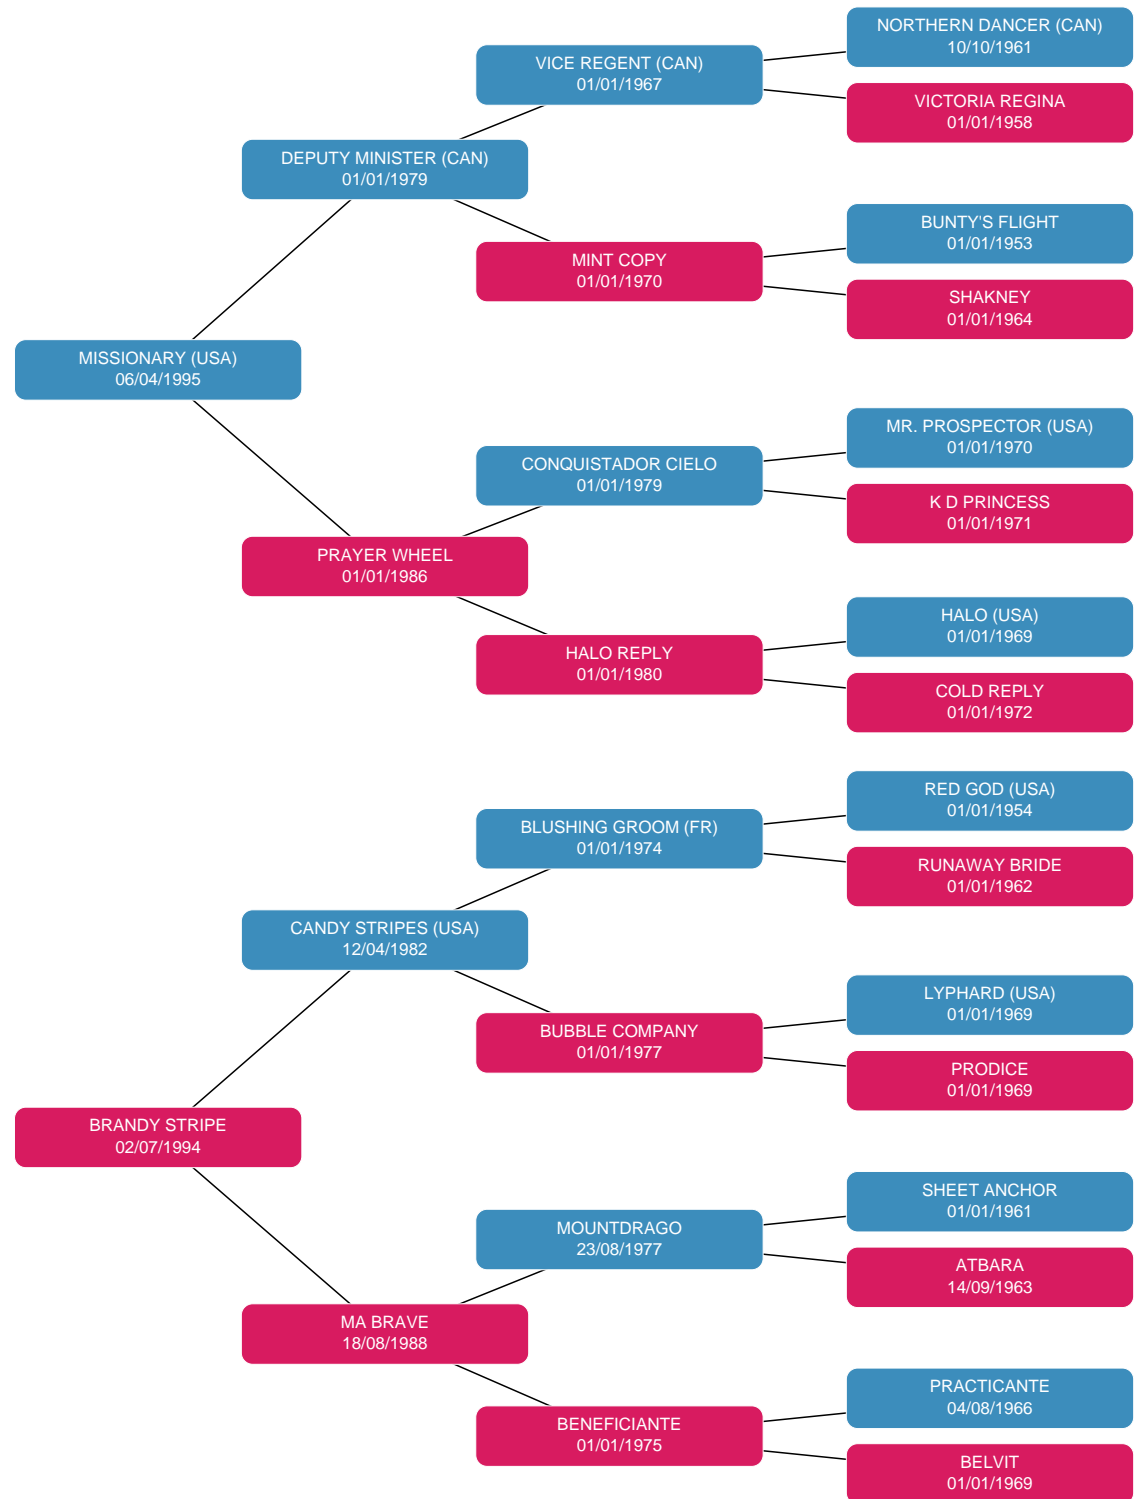 NORTHERN DANCER (CAN)
10/10/1961
VICE REGENT (CAN)
01/01/1967
VICTORIA REGINA
01/01/1958
DEPUTY MINISTER (CAN)
01/01/1979
BUNTY'S FLIGHT
01/01/1953
MINT COPY
01/01/1970
SHAKNEY
01/01/1964
MISSIONARY (USA)
06/04/1995
MR. PROSPECTOR (USA)
01/01/1970
CONQUISTADOR CIELO
01/01/1979
K D PRINCESS
01/01/1971
PRAYER WHEEL
01/01/1986
HALO (USA)
01/01/1969
HALO REPLY
01/01/1980
COLD REPLY
01/01/1972
RED GOD (USA)
01/01/1954
BLUSHING GROOM (FR)
01/01/1974
RUNAWAY BRIDE
01/01/1962
CANDY STRIPES (USA)
12/04/1982
LYPHARD (USA)
01/01/1969
BUBBLE COMPANY
01/01/1977
PRODICE
01/01/1969
BRANDY STRIPE
02/07/1994
SHEET ANCHOR
01/01/1961
MOUNTDRAGO
23/08/1977
ATBARA
14/09/1963
MA BRAVE
18/08/1988
PRACTICANTE
04/08/1966
BENEFICIANTE
01/01/1975
BELVIT
01/01/1969